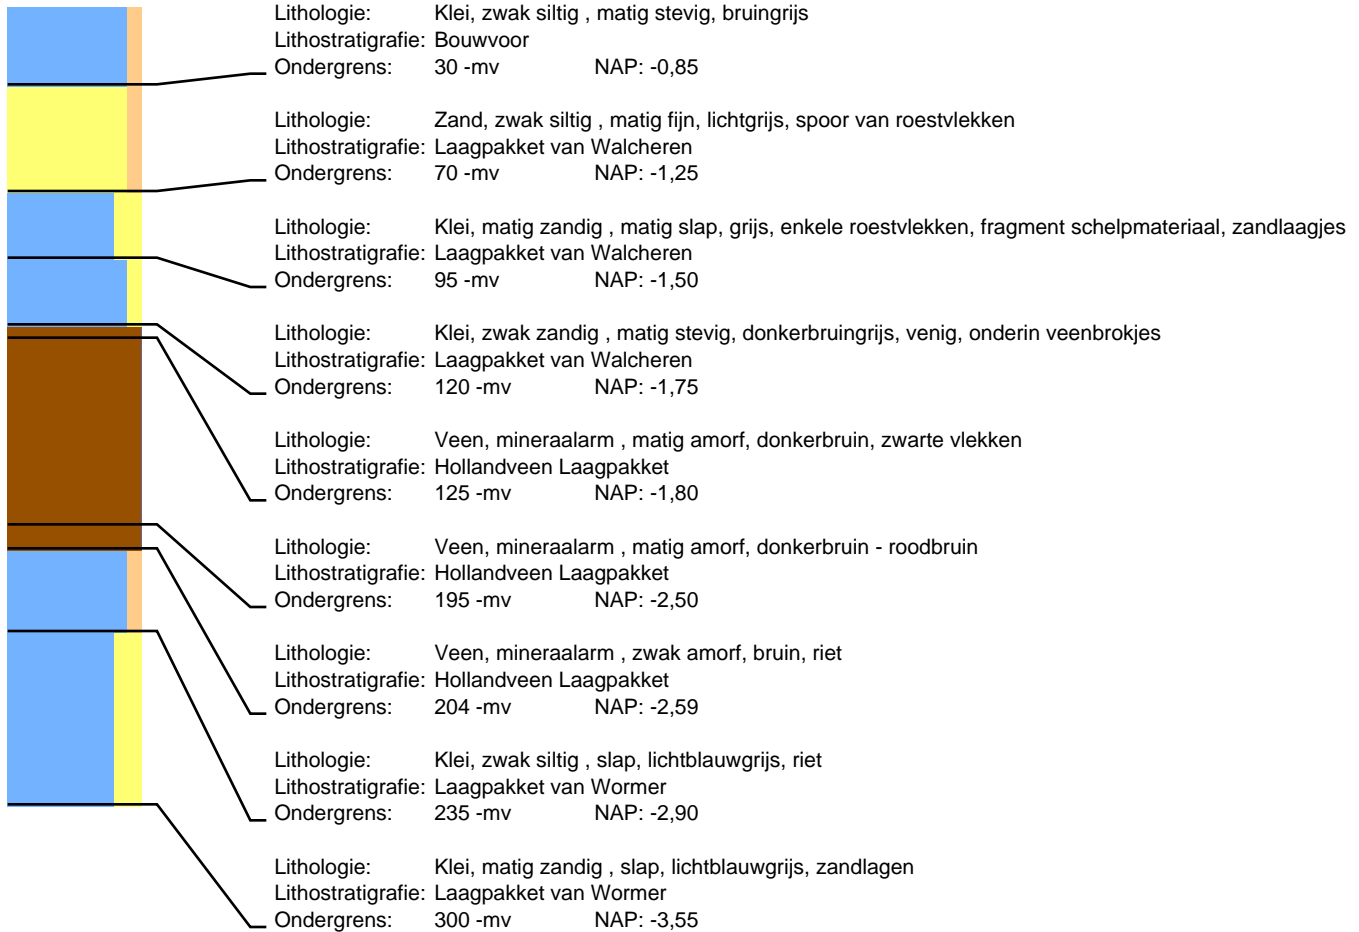 Lithologie: Klei, zwak siltig , matig stevig, bruingrijs
Lithostratigrafie: Bouwvoor
Ondergrens: 30 -mv NAP: -0,85
Lithologie: Zand, zwak siltig , matig fijn, lichtgrijs, spoor van roestvlekken
Lithostratigrafie: Laagpakket van Walcheren
Ondergrens: 70 -mv NAP: -1,25
Lithologie: Klei, matig zandig , matig slap, grijs, enkele roestvlekken, fragment schelpmateriaal, zandlaagjes
Lithostratigrafie: Laagpakket van Walcheren
Ondergrens: 95 -mv NAP: -1,50
Lithologie: Klei, zwak zandig , matig stevig, donkerbruingrijs, venig, onderin veenbrokjes
Lithostratigrafie: Laagpakket van Walcheren
Ondergrens: 120 -mv NAP: -1,75
Lithologie: Veen, mineraalarm , matig amorf, donkerbruin, zwarte vlekken
Lithostratigrafie: Hollandveen Laagpakket
Ondergrens: 125 -mv NAP: -1,80
Lithologie: Veen, mineraalarm , matig amorf, donkerbruin - roodbruin
Lithostratigrafie: Hollandveen Laagpakket
Ondergrens: 195 -mv NAP: -2,50
Lithologie: Veen, mineraalarm , zwak amorf, bruin, riet
Lithostratigrafie: Hollandveen Laagpakket
Ondergrens: 204 -mv NAP: -2,59
Lithologie: Klei, zwak siltig , slap, lichtblauwgrijs, riet
Lithostratigrafie: Laagpakket van Wormer
Ondergrens: 235 -mv NAP: -2,90
Lithologie: Klei, matig zandig , slap, lichtblauwgrijs, zandlagen
Lithostratigrafie: Laagpakket van Wormer
Ondergrens: 300 -mv NAP: -3,55